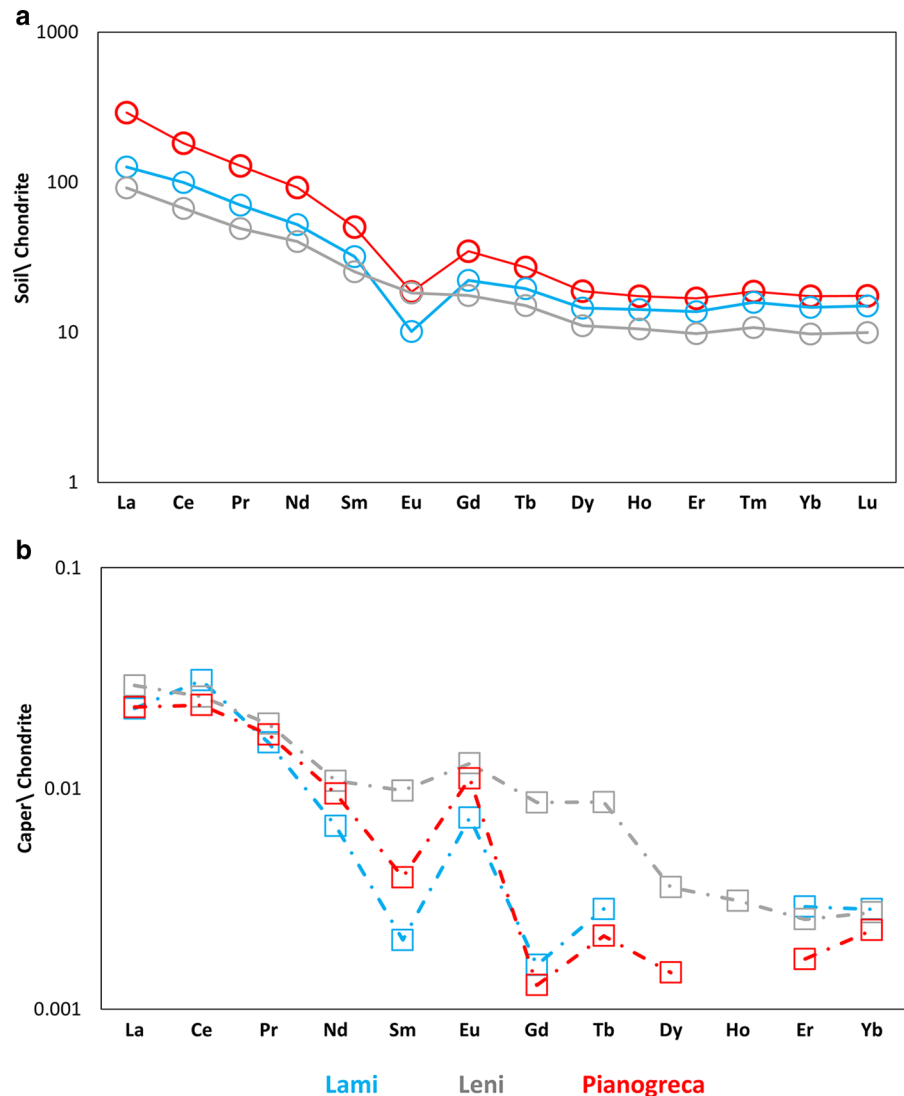 a
1000
100
10
1
Soil\ Chondrite
La Ce Pr Nd Sm Eu Gd Tb Dy Ho Er Tm Yb Lu
b
0.1
0.01
0.001
Caper\ Chondrite
La Ce Pr Nd Sm Eu Gd Tb Dy Ho Er Yb
Lami Leni Pianogreca